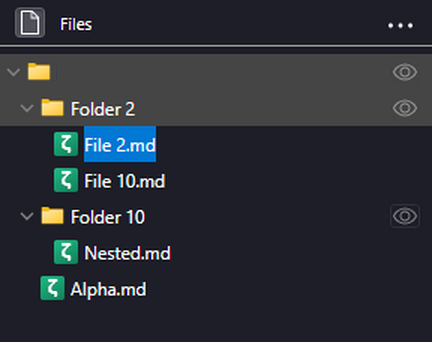 Files
Folder 2
File 2.md
File 10.md
Folder 10
Nested.md
Alpha.md